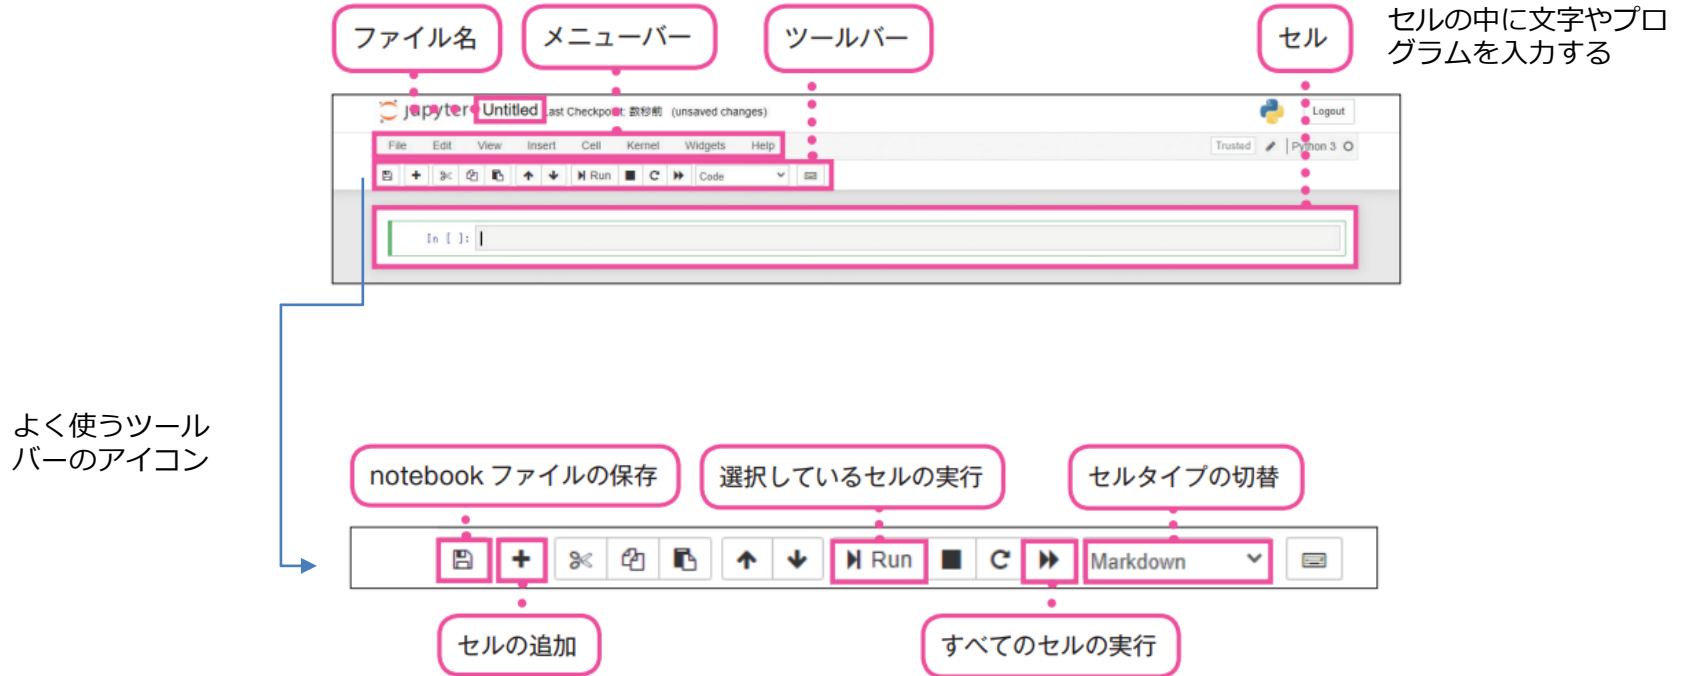 ファイル名
メニューバー
ツールバー
セル
セルの中に文字やプロ
グラムを入力する
jupyter Untitled Last Checkpoint: 数秒前 (unsaved changes)
Logout
File Edit View Insert Cell Kernel Widgets Help
Trusted Python 3
Run Code
In [ ]:
よく使うツール
バーのアイコン
notebook ファイルの保存
選択しているセルの実行
セルタイプの切替
Run Markdown
セルの追加
すべてのセルの実行